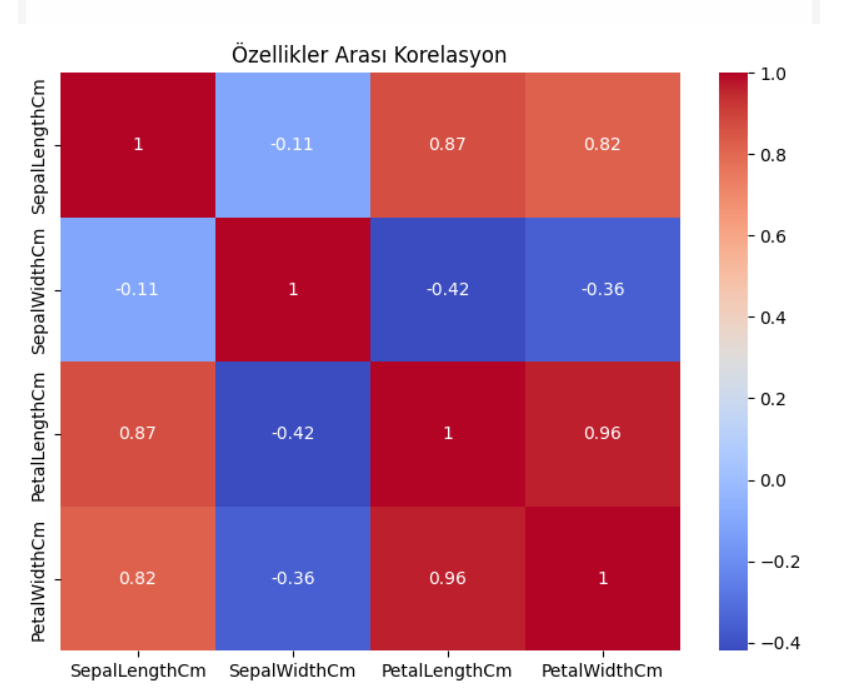 Özellikler Arası Korelasyon
SepalLengthCm
1 -0.11 0.87 0.82
SepalWidthCm
-0.11 1 -0.42 -0.36
PetalLengthCm
0.87 -0.42 1 0.96
PetalWidthCm
0.82 -0.36 0.96 1
SepalLengthCm SepalWidthCm PetalLengthCm PetalWidthCm
1.0
0.8
0.6
0.4
0.2
0.0
−0.2
−0.4